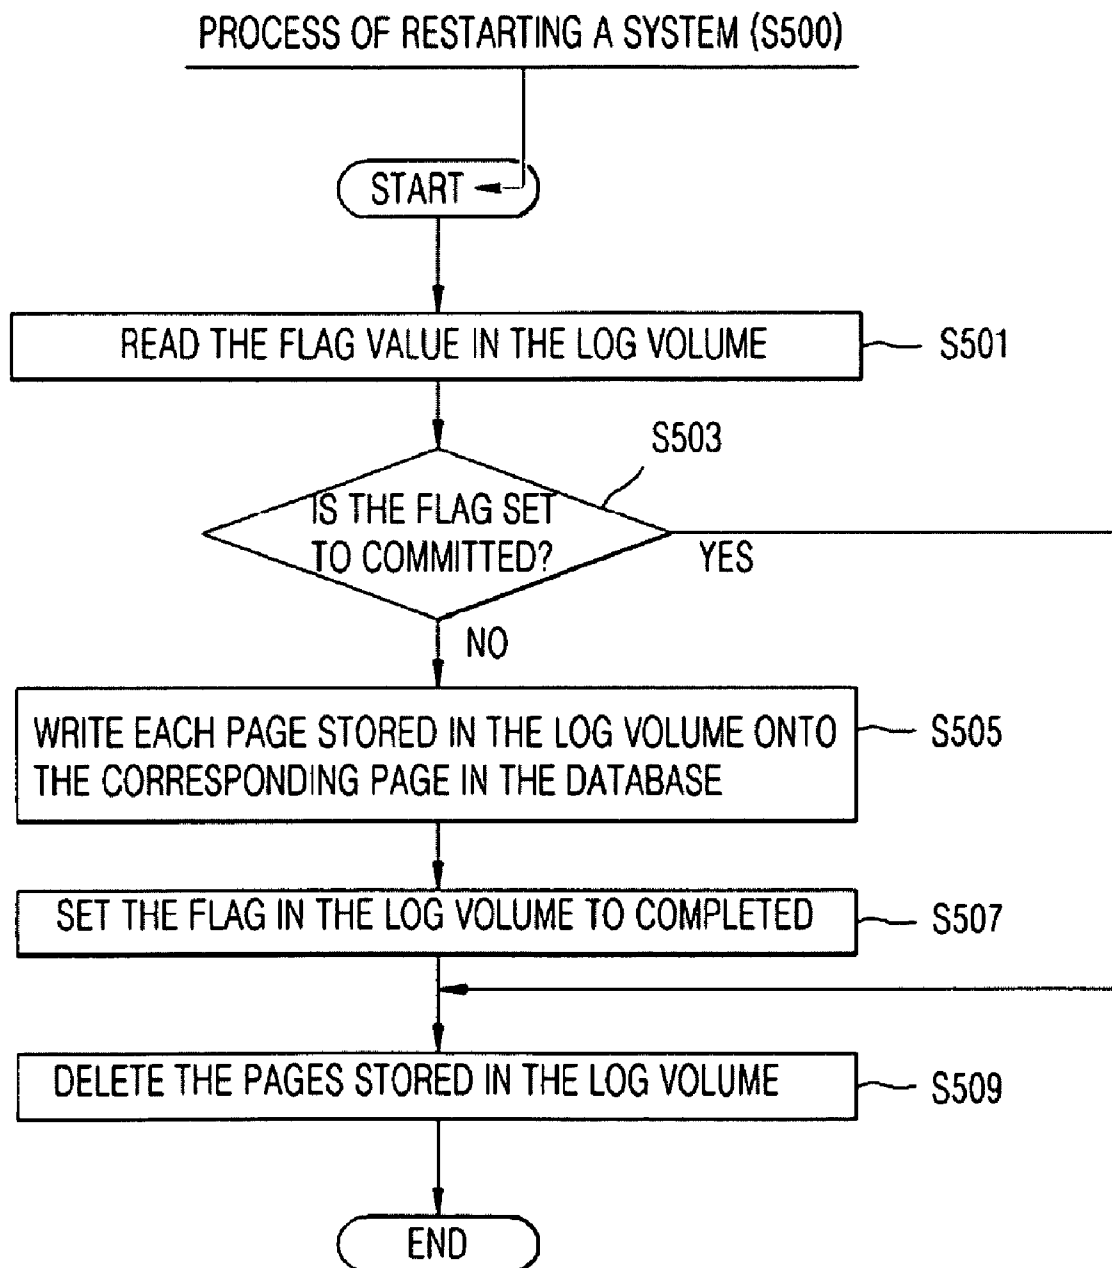 PROCESS OF RESTARTING A SYSTEM (S500)
START
READ THE FLAG VALUE IN THE LOG VOLUME
S501
S503
IS THE FLAG SET
TO COMMITTED?
YES
NO
WRITE EACH PAGE STORED IN THE LOG VOLUME ONTO
THE CORRESPONDING PAGE IN THE DATABASE
S505
SET THE FLAG IN THE LOG VOLUME TO COMPLETED
S507
DELETE THE PAGES STORED IN THE LOG VOLUME
S509
END